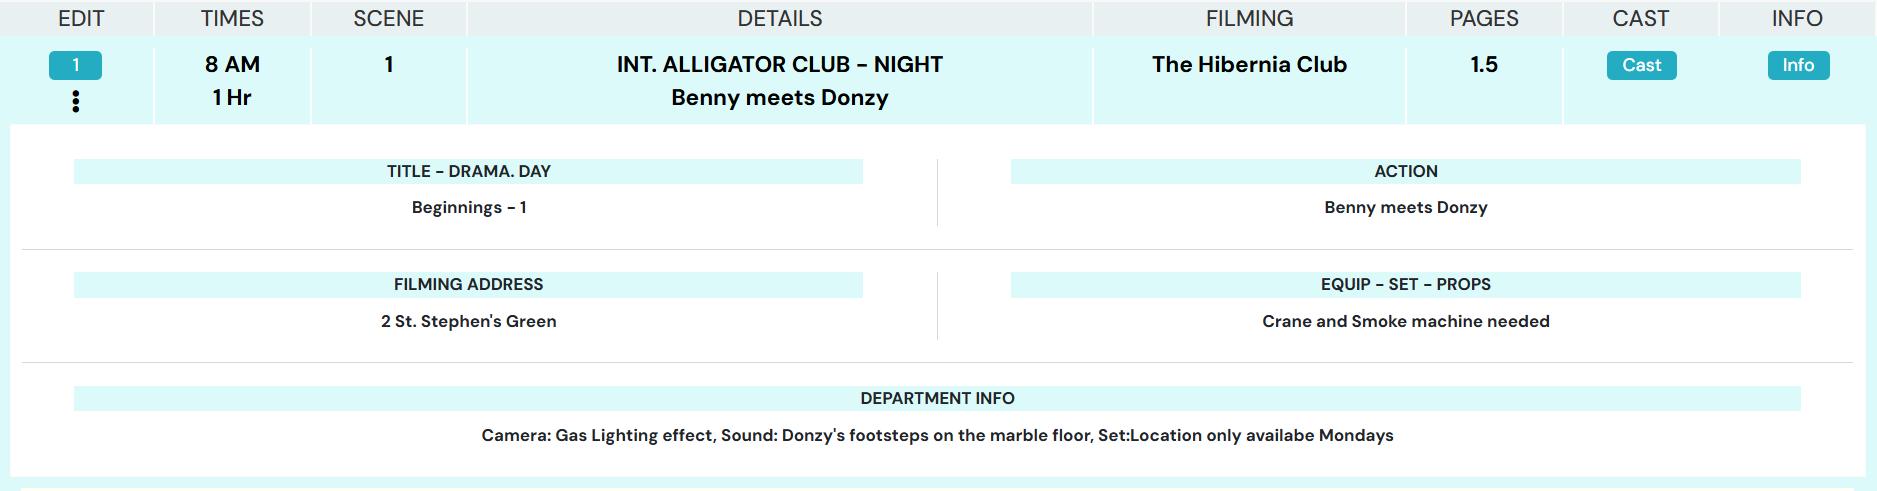 EDIT TIMES SCENE DETAILS FILMING PAGES CAST INFO
1 8 AM 1 INT. ALLIGATOR CLUB - NIGHT The Hibernia Club 1.5 Cast Info
1 Hr Benny meets Donzy
TITLE - DRAMA. DAY ACTION
Beginnings - 1 Benny meets Donzy
FILMING ADDRESS EQUIP - SET - PROPS
2 St. Stephen's Green Crane and Smoke machine needed
DEPARTMENT INFO
Camera: Gas Lighting effect, Sound: Donzy's footsteps on the marble floor, Set:Location only availabe Mondays